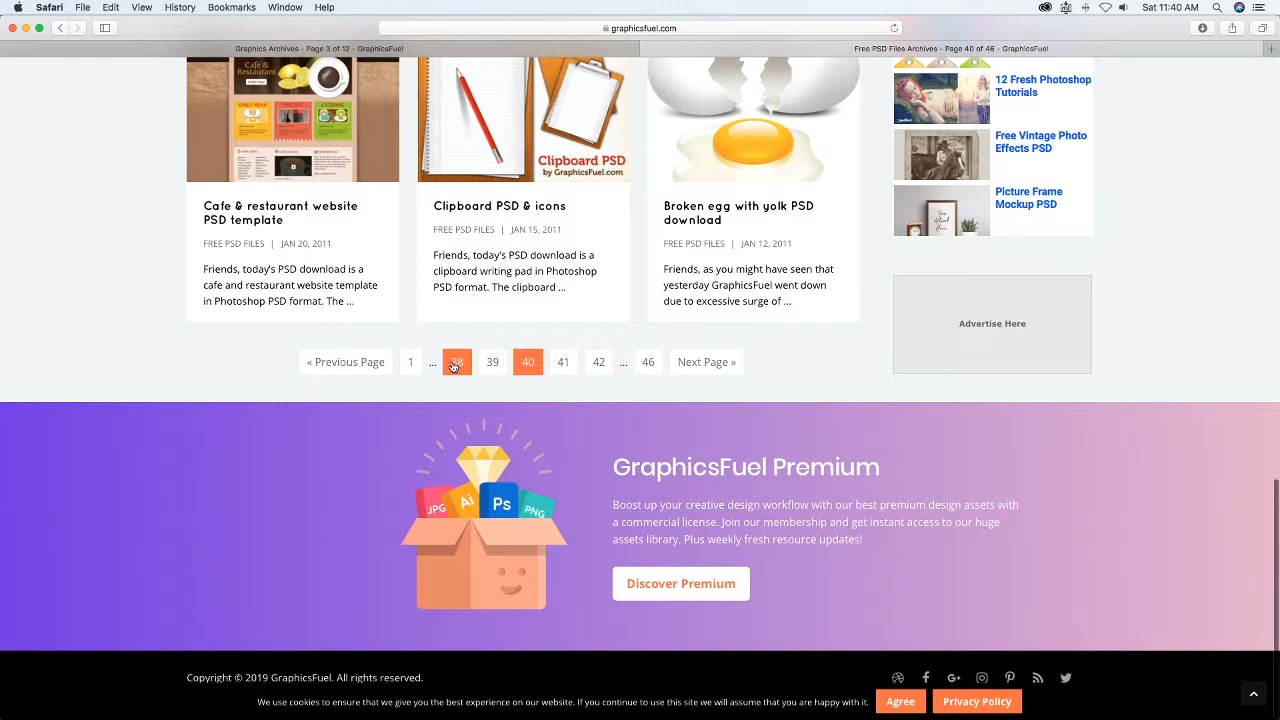 Safari File Edit View History Bookmarks Window Help
Sat 11:40 AM
graphicsfuel.com
Graphics Archives - Page 3 of 12 - GraphicsFuel
Free PSD Files Archives - Page 40 of 46 - GraphicsFuel
Café &
Restaurant
DAILY MENU
SPECIALS
CATERING
Clipboard PSD
by GraphicsFuel.com
Cafe & restaurant website
PSD template
FREE PSD FILES | JAN 20, 2011
Friends, today's PSD download is a
cafe and restaurant website template
in Photoshop PSD format. The ...
Clipboard PSD & icons
FREE PSD FILES | JAN 15, 2011
Friends, today's PSD download is a
clipboard writing pad in Photoshop
PSD format. The clipboard ...
Broken egg with yolk PSD
download
FREE PSD FILES | JAN 12, 2011
Friends, as you might have seen that
yesterday GraphicsFuel went down
due to excessive surge of ...
12 Fresh Photoshop
Tutorials
Free Vintage Photo
Effects PSD
Picture Frame
Mockup PSD
Advertise Here
« Previous Page 1 ... 38 39 40 41 42 ... 46 Next Page »
JPG Ai Ps PNG
GraphicsFuel Premium
Boost up your creative design workflow with our best premium design assets with
a commercial license. Join our membership and get instant access to our huge
assets library. Plus weekly fresh resource updates!
Discover Premium
Copyright © 2019 GraphicsFuel. All rights reserved.
We use cookies to ensure that we give you the best experience on our website. If you continue to use this site we will assume that you are happy with it. Agree Privacy Policy